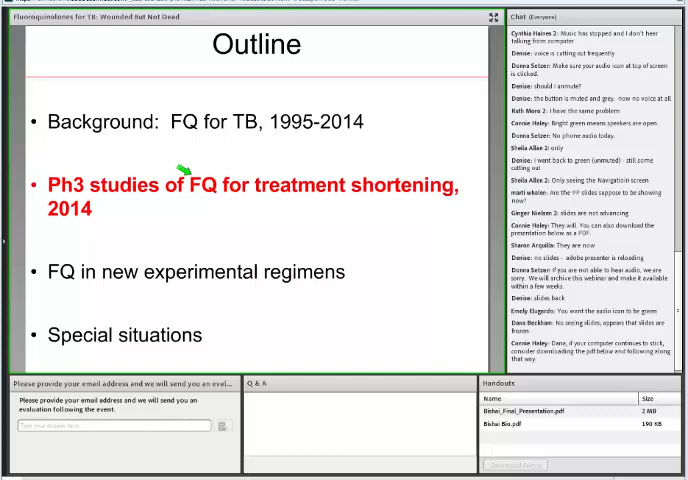 Fluoroquinolones for TB: Wounded But Not Dead
Outline
• Background: FQ for TB, 1995-2014
• Ph3 studies of FQ for treatment shortening,
2014
• FQ in new experimental regimens
• Special situations
Chat (Everyone)
Cynthia Haines 2: Music has stopped and I don't hear
talking from computer
Denise: voice is cutting out frequently
Donna Setzer: Make sure your audio icon at top of screen
is clicked.
Denise: should I unmute?
Denise: the button is muted and grey. now no voice at all
Ruth Moro 2: I have the same problem
Connie Haley: Bright green means speakers are open
Donna Setzer: No phone audio today.
Sheila Allen 2: only
Denise: I went back to green (unmuted) - still some
cutting out
Sheila Allen 2: Only seeing the Navigatioin screen
marti whalen: Are the PP slides suppose to be showing
now?
Ginger Nielsen 2: slides are not advancing
Connie Haley: They will. You can also download the
presentation below as a PDF.
Sharon Arquilla: They are now
Denise: no slides - adobe presenter is reloading
Donna Setzer: If you are not able to hear audio, we are
sorry. We will archive this webinar and make it available
within a few weeks.
Denise: slides back
Emely Elugardo: You want the audio icon to be green
Dana Beckham: No seeing slides; appears that slides are
frozen
Connie Haley: Dana, if your computer continues to stick,
consider downloading the pdf below and following along
that way.
Please provide your email address and we will send you an eval...
Please provide your email address and we will send you an
evaluation following the event.
Type your answer here...
Q & A
Handouts
Name Size
Bishai_Final_Presentation.pdf 2 MB
Bishai Bio.pdf 190 KB